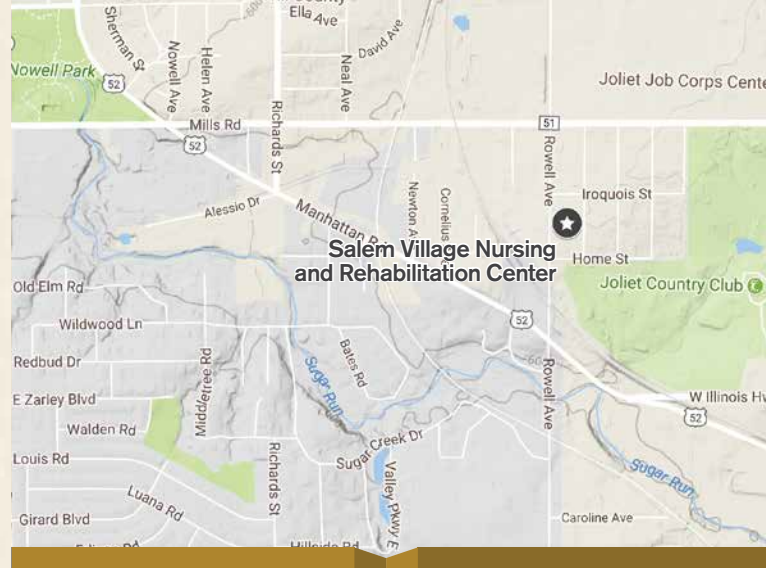 Ella Ave
Sherman St
David Ave
Nowell Ave
Helen Ave
Neal Ave
Nowell Park
52
Joliet Job Corps Cente
Mills Rd
51
52
Richards St
Rowell Ave
Iroquois St
Alessio Dr
Newton A
Cornelius
Manhattan R
Salem Village Nursing
and Rehabilitation Center
Home St
Joliet Country Club
Old Elm Rd
Wildwood Ln
52
Redbud Dr
Middletree Rd
Bates Rd
Sugar Run
Rowell Ave
E Zarley Blvd
W Illinois Hw
52
Walden Rd
Sugar Creek Dr
Louis Rd
Richards St
Valley Pkwy E
Sugar Run
Luana Rd
Girard Blvd
Caroline Ave
Hillside Rd